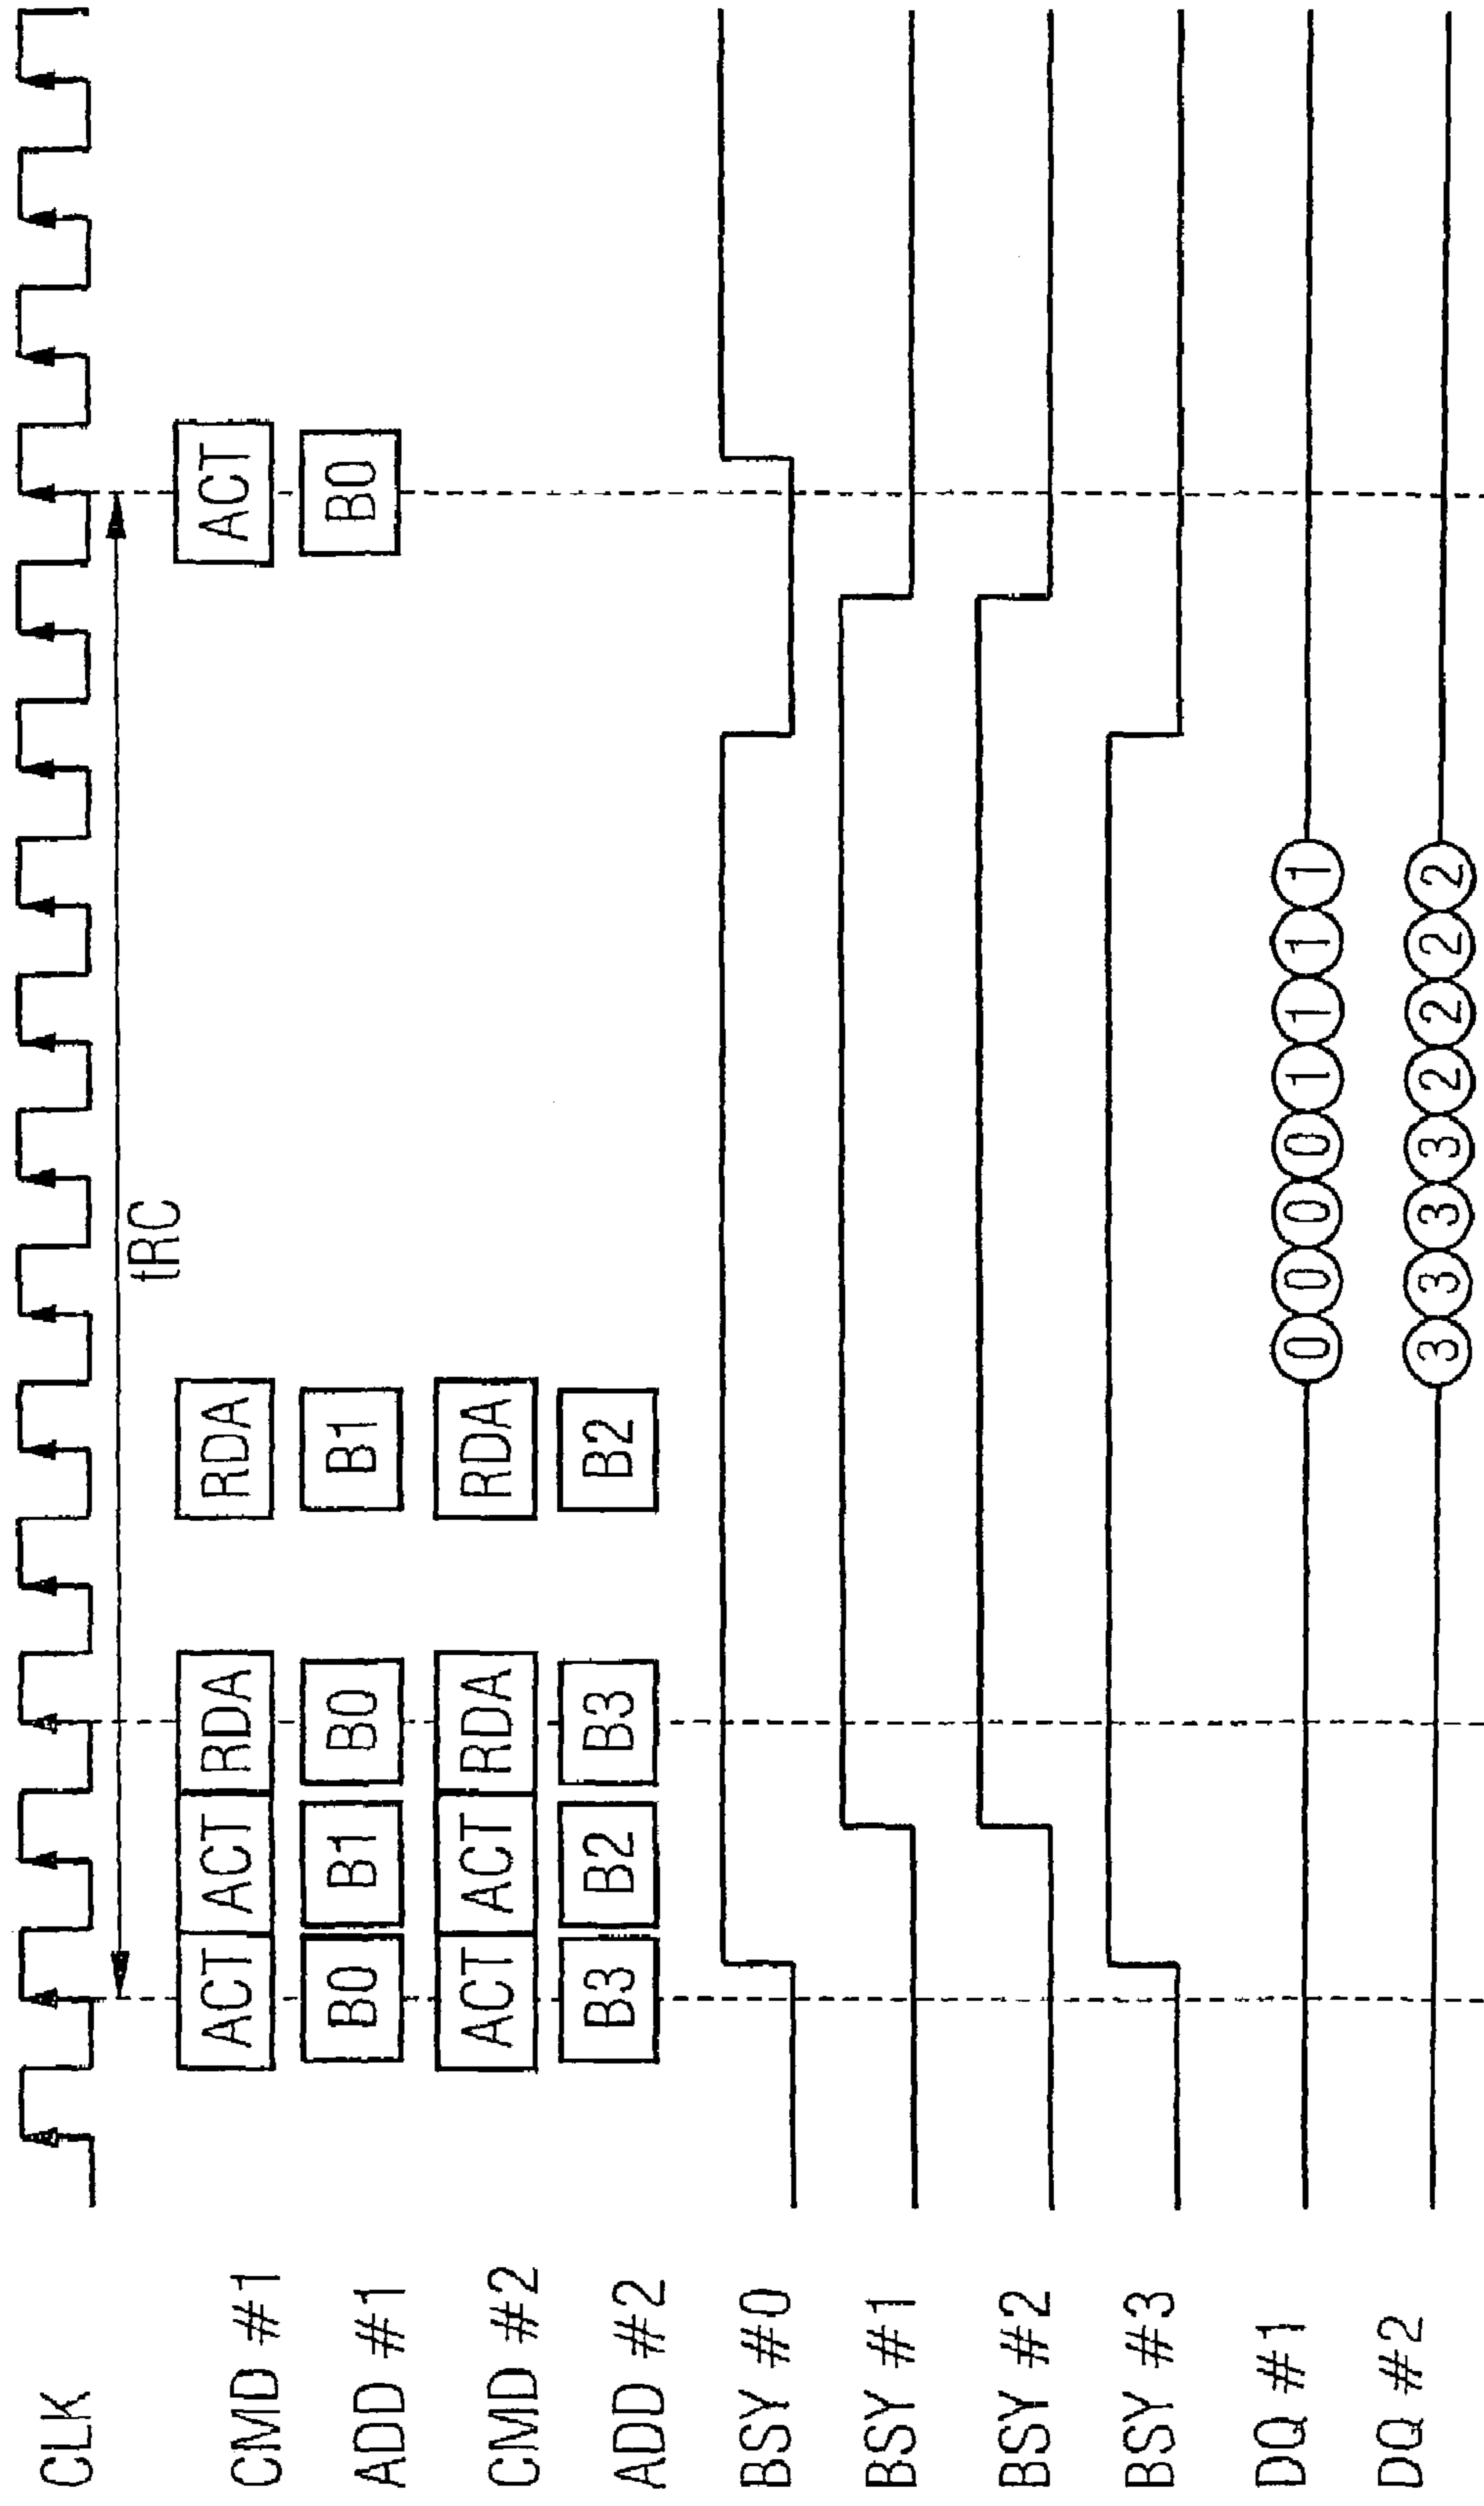 CLK
tRC
CMD #1 ACT ACT RDA RDA ACT
ADD #1 B0 B1 B0 B1 B0
CMD #2 ACT ACT RDA RDA
ADD #2 B3 B2 B3 B2
BSY #0
BSY #1
BSY #2
BSY #3
DQ #1 0 0 0 0 1 1 1 1
DQ #2 3 3 3 3 2 2 2 2